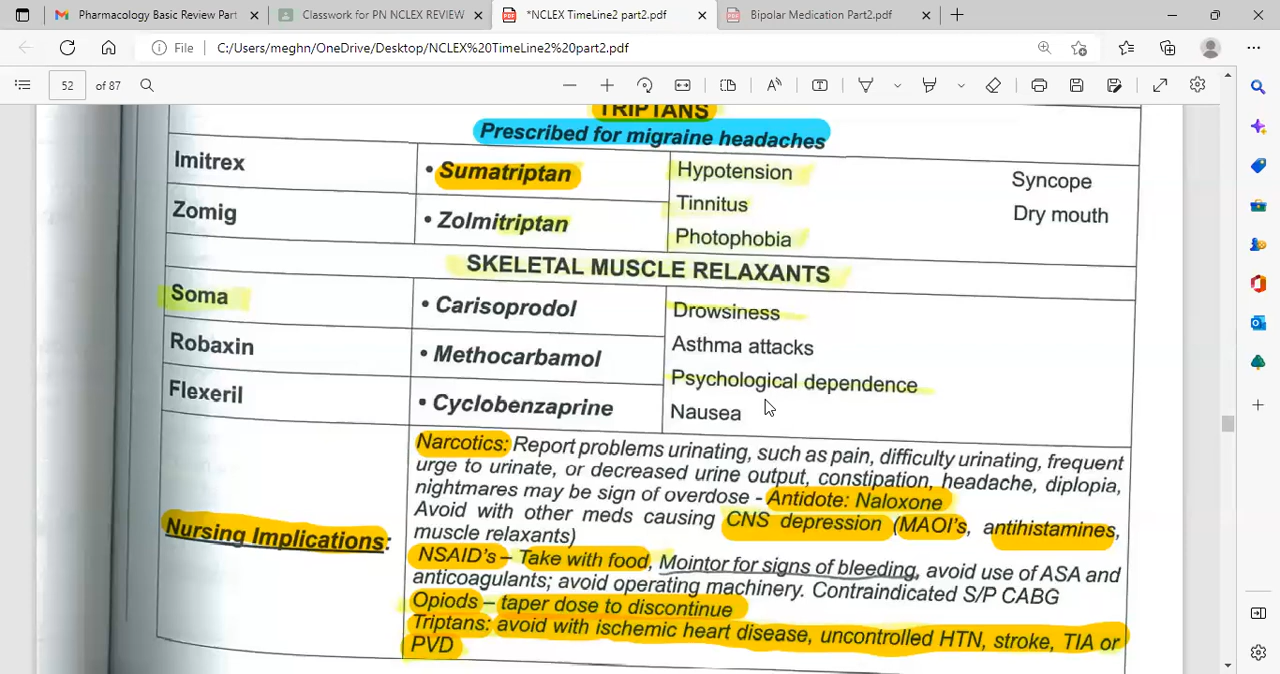 Pharmacology Basic Review Part
Classwork for PN NCLEX REVIEW
*NCLEX TimeLine2 part2.pdf
Bipolar Medication Part2.pdf
File
C:/Users/meghn/OneDrive/Desktop/NCLEX%20TimeLine2%20part2.pdf
52 of 87
TRIPTANS
Prescribed for migraine headaches
Imitrex • Sumatriptan Hypotension Syncope
Tinnitus Dry mouth
Zomig • Zolmitriptan Photophobia
SKELETAL MUSCLE RELAXANTS
Soma • Carisoprodol Drowsiness
Robaxin • Methocarbamol Asthma attacks
Psychological dependence
Flexeril • Cyclobenzaprine Nausea
Nursing Implications:
Narcotics: Report problems urinating, such as pain, difficulty urinating, frequent
urge to urinate, or decreased urine output, constipation, headache, diplopia,
nightmares may be sign of overdose - Antidote: Naloxone
Avoid with other meds causing CNS depression (MAOI's, antihistamines,
muscle relaxants)
NSAID's – Take with food, Mointor for signs of bleeding, avoid use of ASA and
anticoagulants; avoid operating machinery. Contraindicated S/P CABG
Opiods – taper dose to discontinue
Triptans: avoid with ischemic heart disease, uncontrolled HTN, stroke, TIA or
PVD